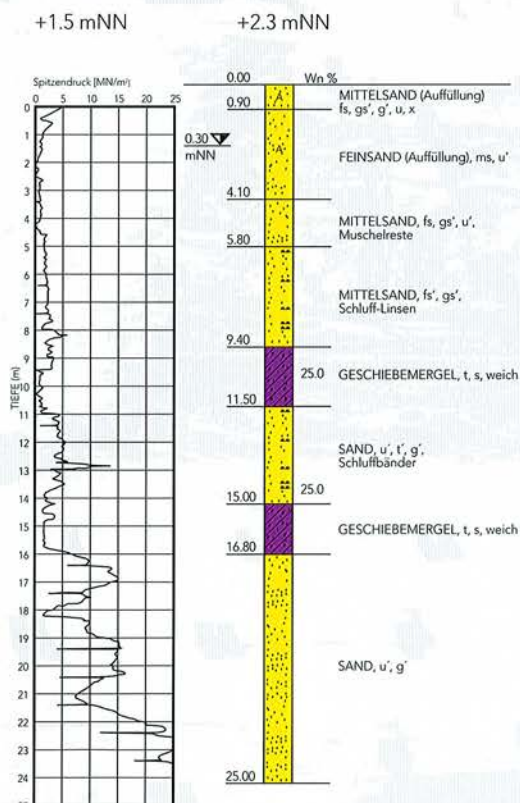 +1.5 mNN
+2.3 mNN
Spitzendruck [MN/m²]
0 5 10 15 20 25
TIEFE (m)
0
1
2
3
4
5
6
7
8
9
10
11
12
13
14
15
16
17
18
19
20
21
22
23
24
0.00 Wn %
0.90
0.30
mNN
4.10
5.80
9.40
11.50
15.00
16.80
25.00
A
A
25.0
25.0
MITTELSAND (Auffüllung)
fs, gs', g', u, x
FEINSAND (Auffüllung), ms, u'
MITTELSAND, fs, gs', u',
Muschelreste
MITTELSAND, fs', gs',
Schluff-Linsen
GESCHIEBEMERGEL, t, s, weich
SAND, u', t', g',
Schluffbänder
GESCHIEBEMERGEL, t, s, weich
SAND, u', g'